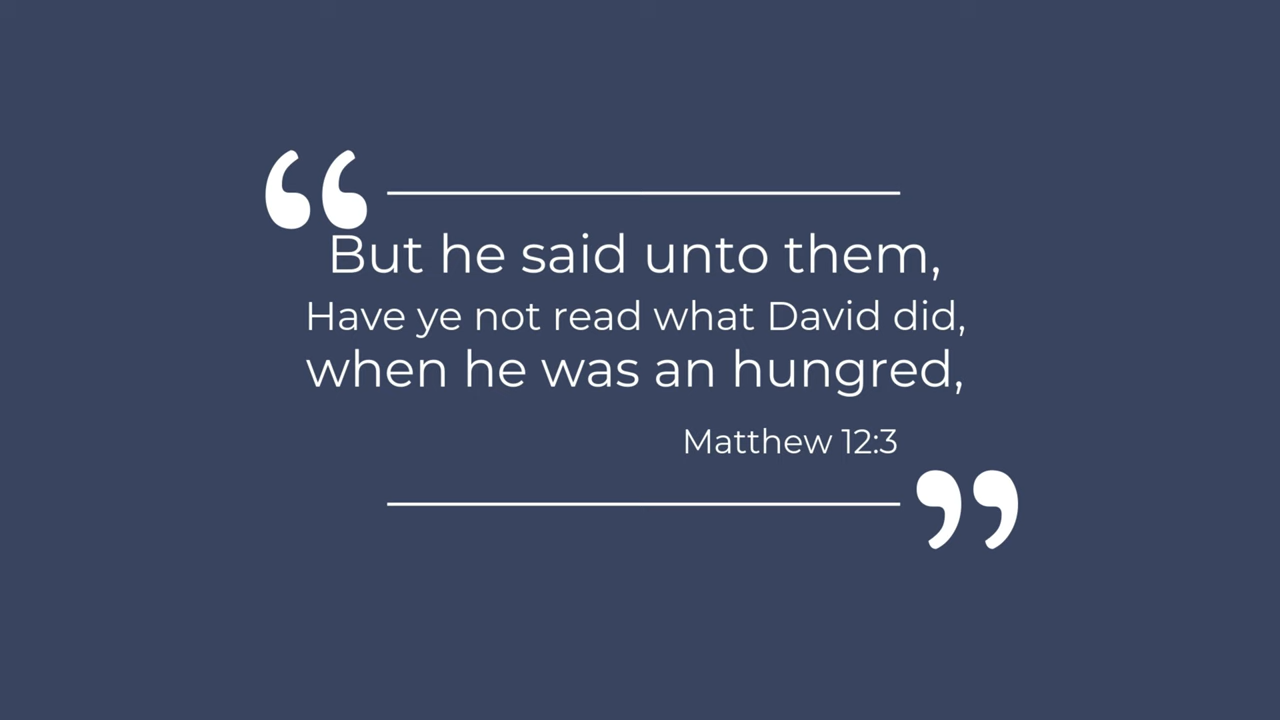 “
But he said unto them,
Have ye not read what David did,
when he was an hungred,
Matthew 12:3
”